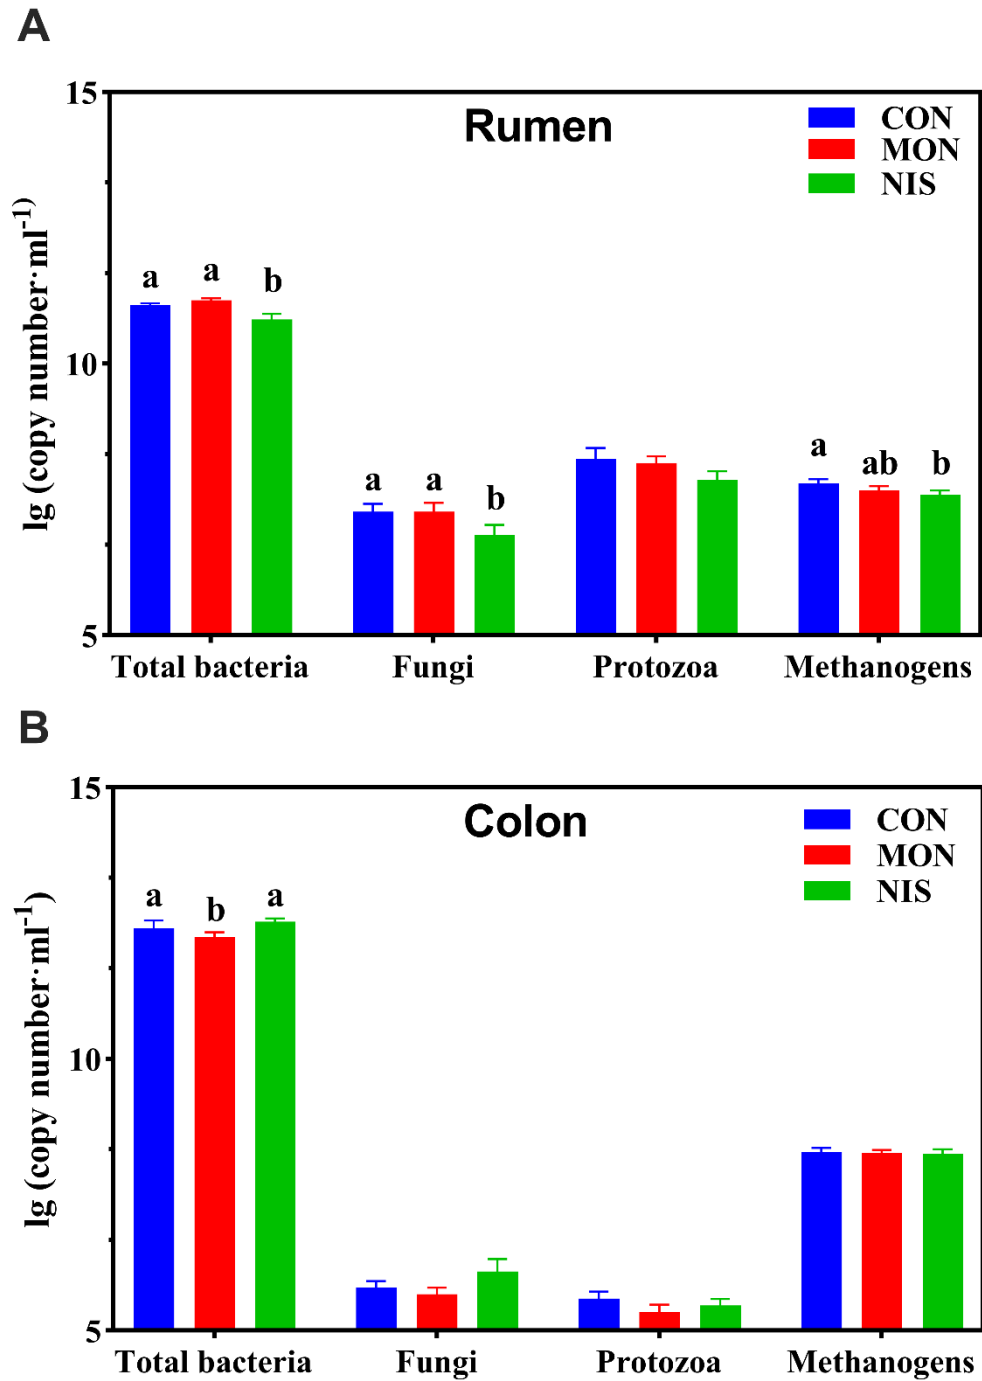 A
Rumen
CON
MON
NIS
lg (copy number·ml⁻¹)
15
10
5
a a b
a a b
a ab b
Total bacteria Fungi Protozoa Methanogens
B
Colon
CON
MON
NIS
lg (copy number·ml⁻¹)
15
10
5
a b a
Total bacteria Fungi Protozoa Methanogens